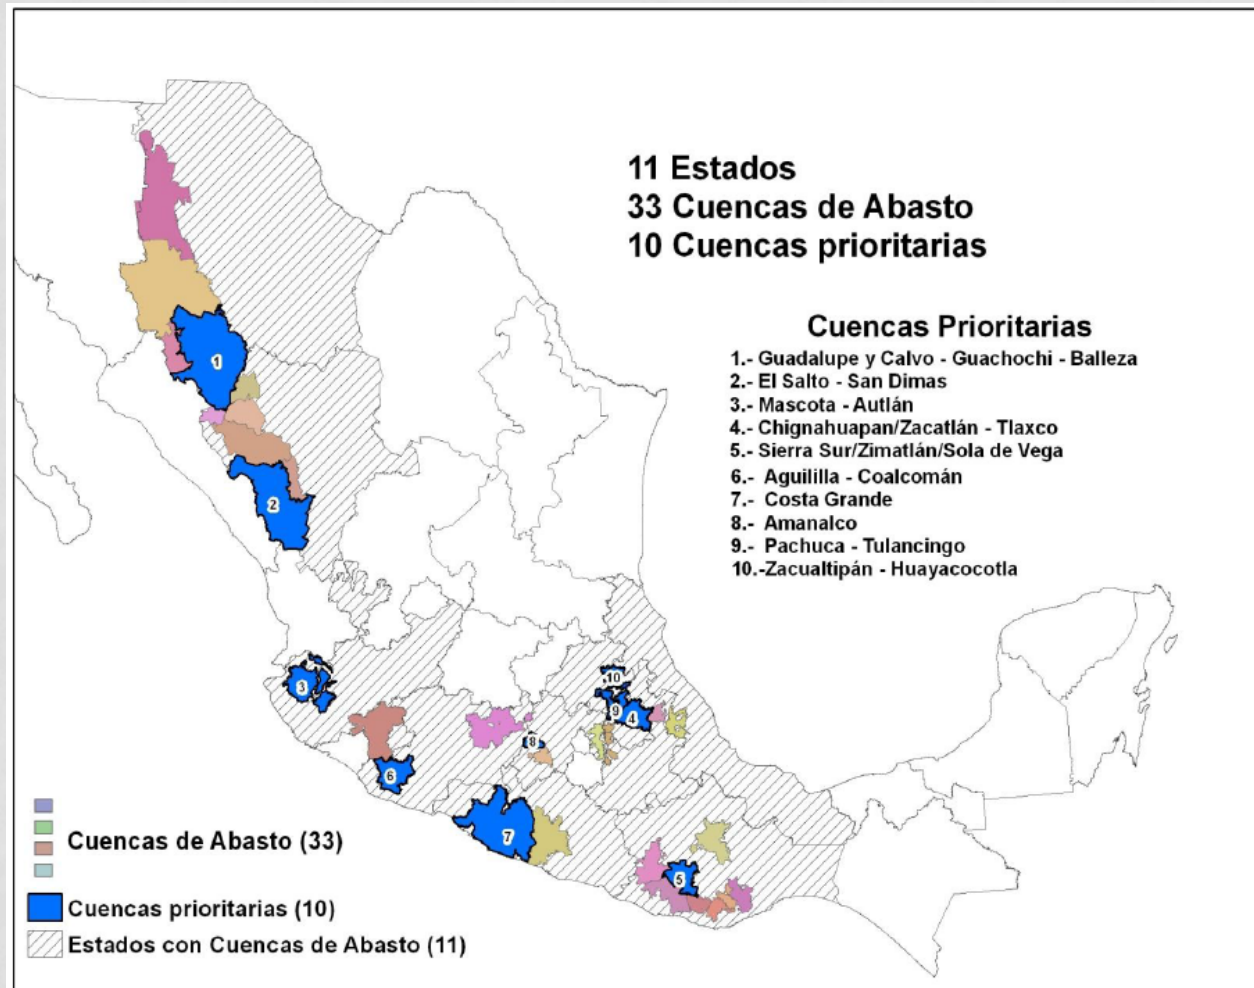 11 Estados
33 Cuencas de Abasto
10 Cuencas prioritarias
Cuencas Prioritarias
1.- Guadalupe y Calvo - Guachochi - Balleza
2.- El Salto - San Dimas
3.- Mascota - Autlán
4.- Chignahuapan/Zacatlán - Tlaxco
5.- Sierra Sur/Zimatlán/Sola de Vega
6.- Aguililla - Coalcomán
7.- Costa Grande
8.- Amanalco
9.- Pachuca - Tulancingo
10.-Zacualtipán - Huayacocotla
1
2
3
10
9
4
8
6
7
5
Cuencas de Abasto (33)
Cuencas prioritarias (10)
Estados con Cuencas de Abasto (11)